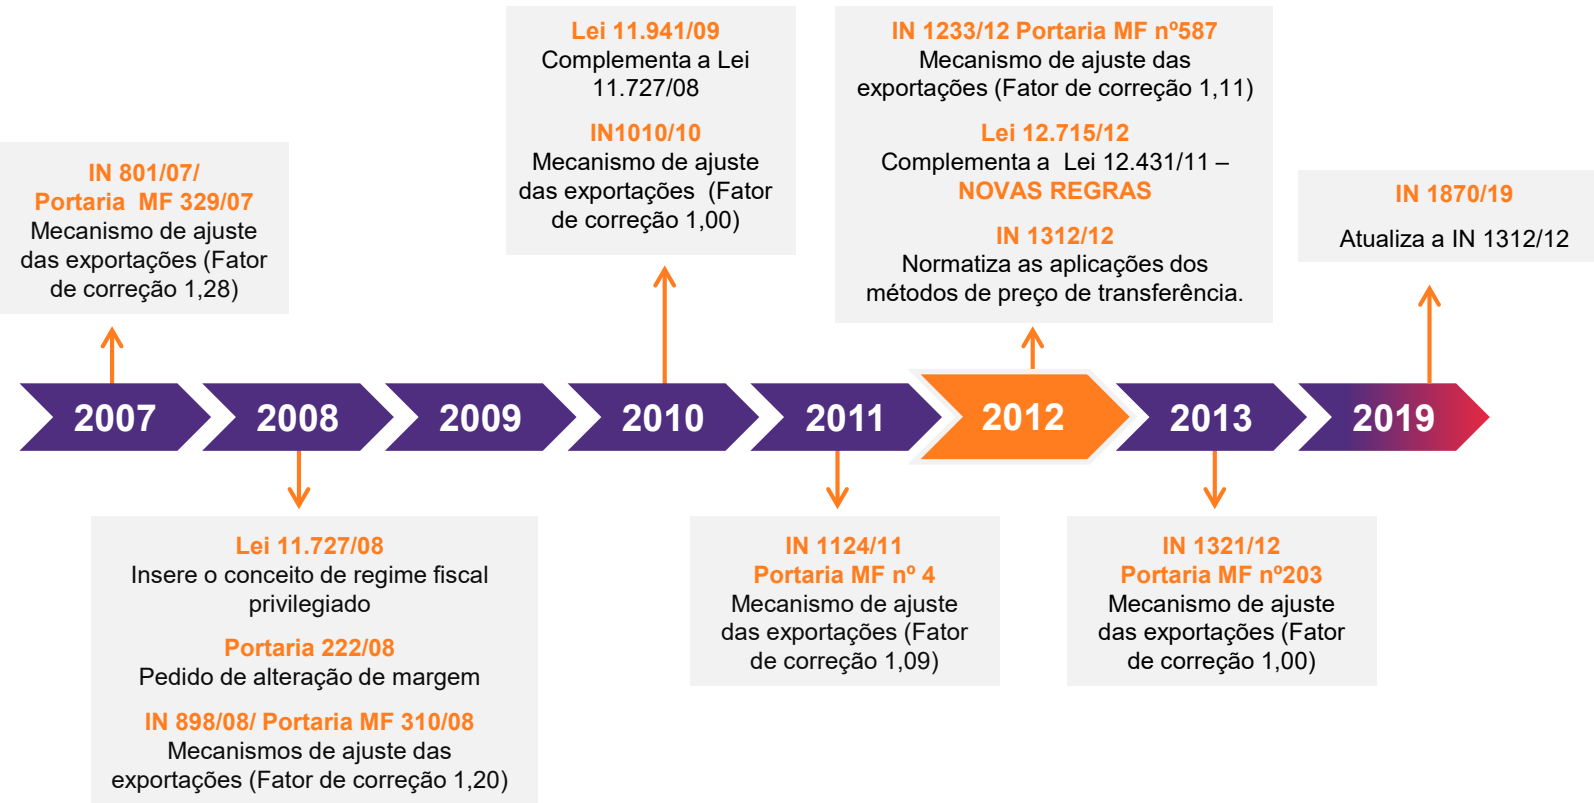 Lei 11.941/09
Complementa a Lei
11.727/08
IN1010/10
Mecanismo de ajuste
das exportações (Fator
de correção 1,00)
IN 1233/12 Portaria MF nº587
Mecanismo de ajuste das
exportações (Fator de correção 1,11)
Lei 12.715/12
Complementa a Lei 12.431/11 –
NOVAS REGRAS
IN 1312/12
Normatiza as aplicações dos
métodos de preço de transferência.
IN 801/07/
Portaria MF 329/07
Mecanismo de ajuste
das exportações (Fator
de correção 1,28)
IN 1870/19
Atualiza a IN 1312/12
2007
2008
2009
2010
2011
2012
2013
2019
Lei 11.727/08
Insere o conceito de regime fiscal
privilegiado
Portaria 222/08
Pedido de alteração de margem
IN 898/08/ Portaria MF 310/08
Mecanismos de ajuste das
exportações (Fator de correção 1,20)
IN 1124/11
Portaria MF nº 4
Mecanismo de ajuste
das exportações (Fator
de correção 1,09)
IN 1321/12
Portaria MF nº203
Mecanismo de ajuste
das exportações (Fator
de correção 1,00)